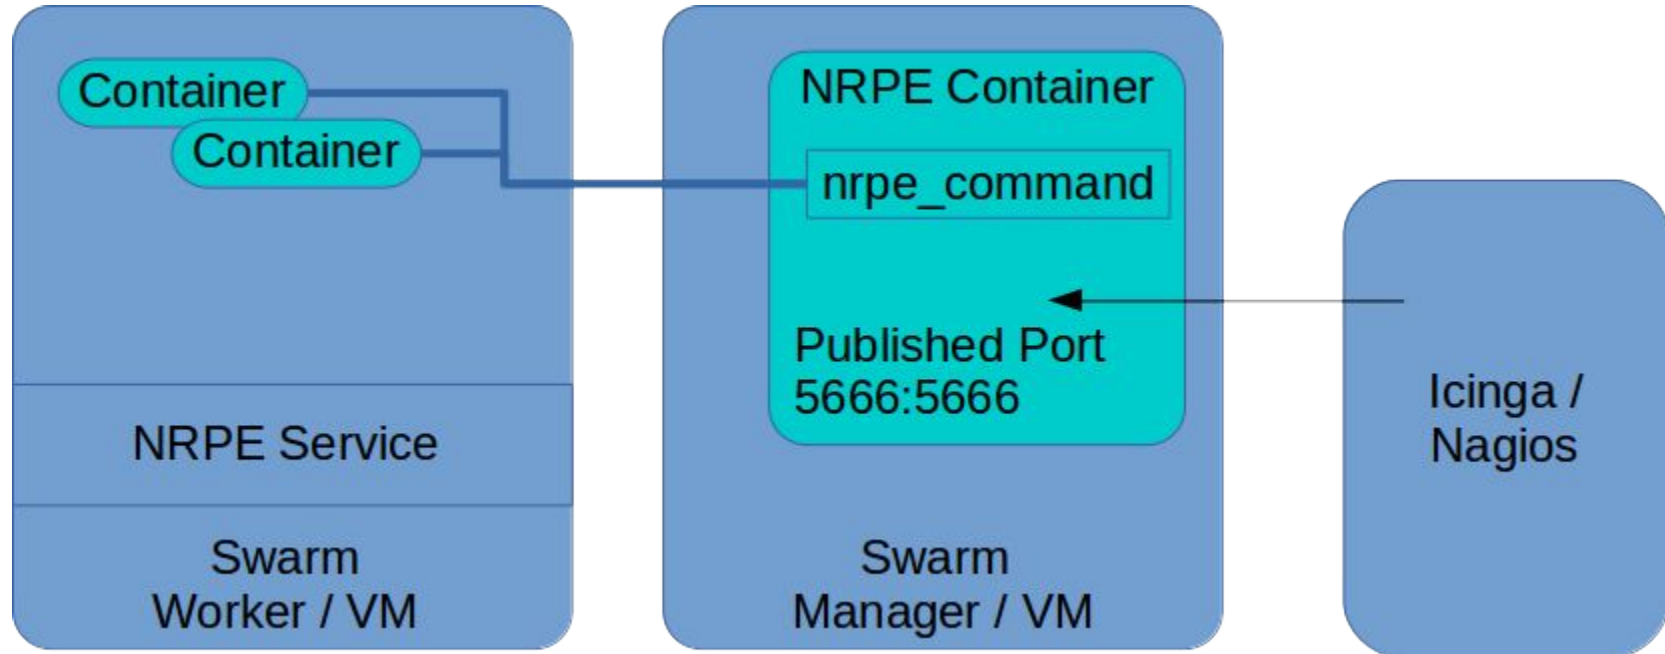 Container
Container
NRPE Service
Swarm
Worker / VM
NRPE Container
nrpe_command
Published Port
5666:5666
Swarm
Manager / VM
Icinga /
Nagios